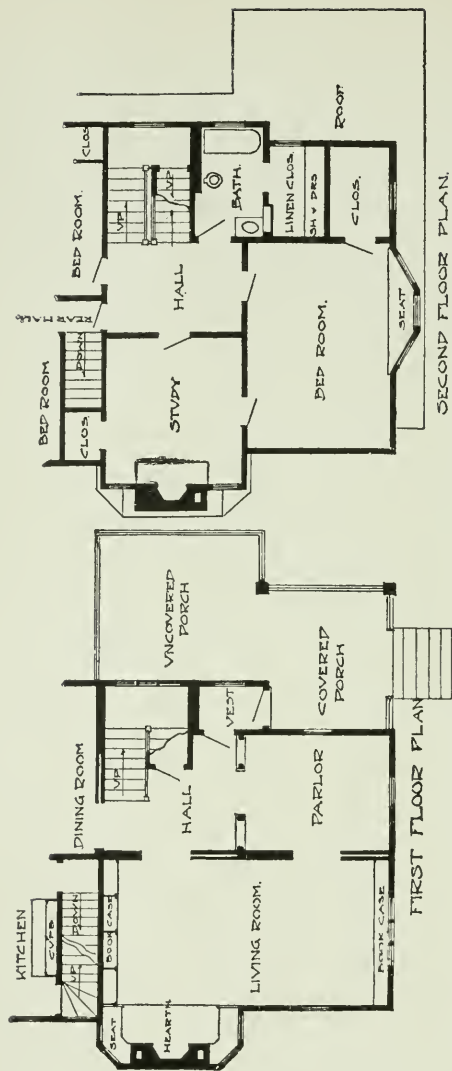 CLOS.
BED ROOM.
UP
UP
BATH.
ROOF
LINEN CLOS.
SH & DRS
CLOS.
HALL
REAR HALL
BED ROOM
DOWN
CLOS.
STUDY
BED ROOM.
SEAT
SECOND FLOOR PLAN.
UNCOVERED
PORCH
DINING ROOM
UP
VEST
COVERED
PORCH
HALL
PARLOR
KITCHEN
CUPB
UP
DOWN
BOOK CASE
LIVING ROOM.
BOOK CASE
SEAT
HEARTH.
FIRST FLOOR PLAN